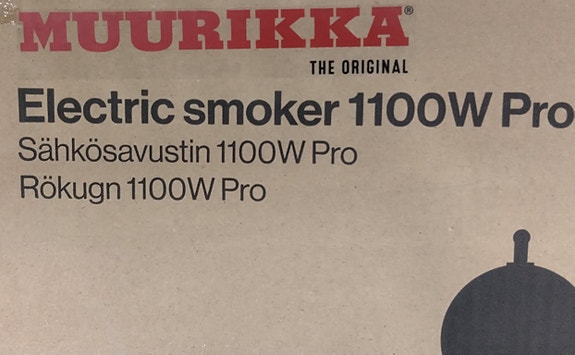 MUURIKKA®
THE ORIGINAL
Electric smoker 1100W Pro
Sähkösavustin 1100W Pro
Rökugn 1100W Pro